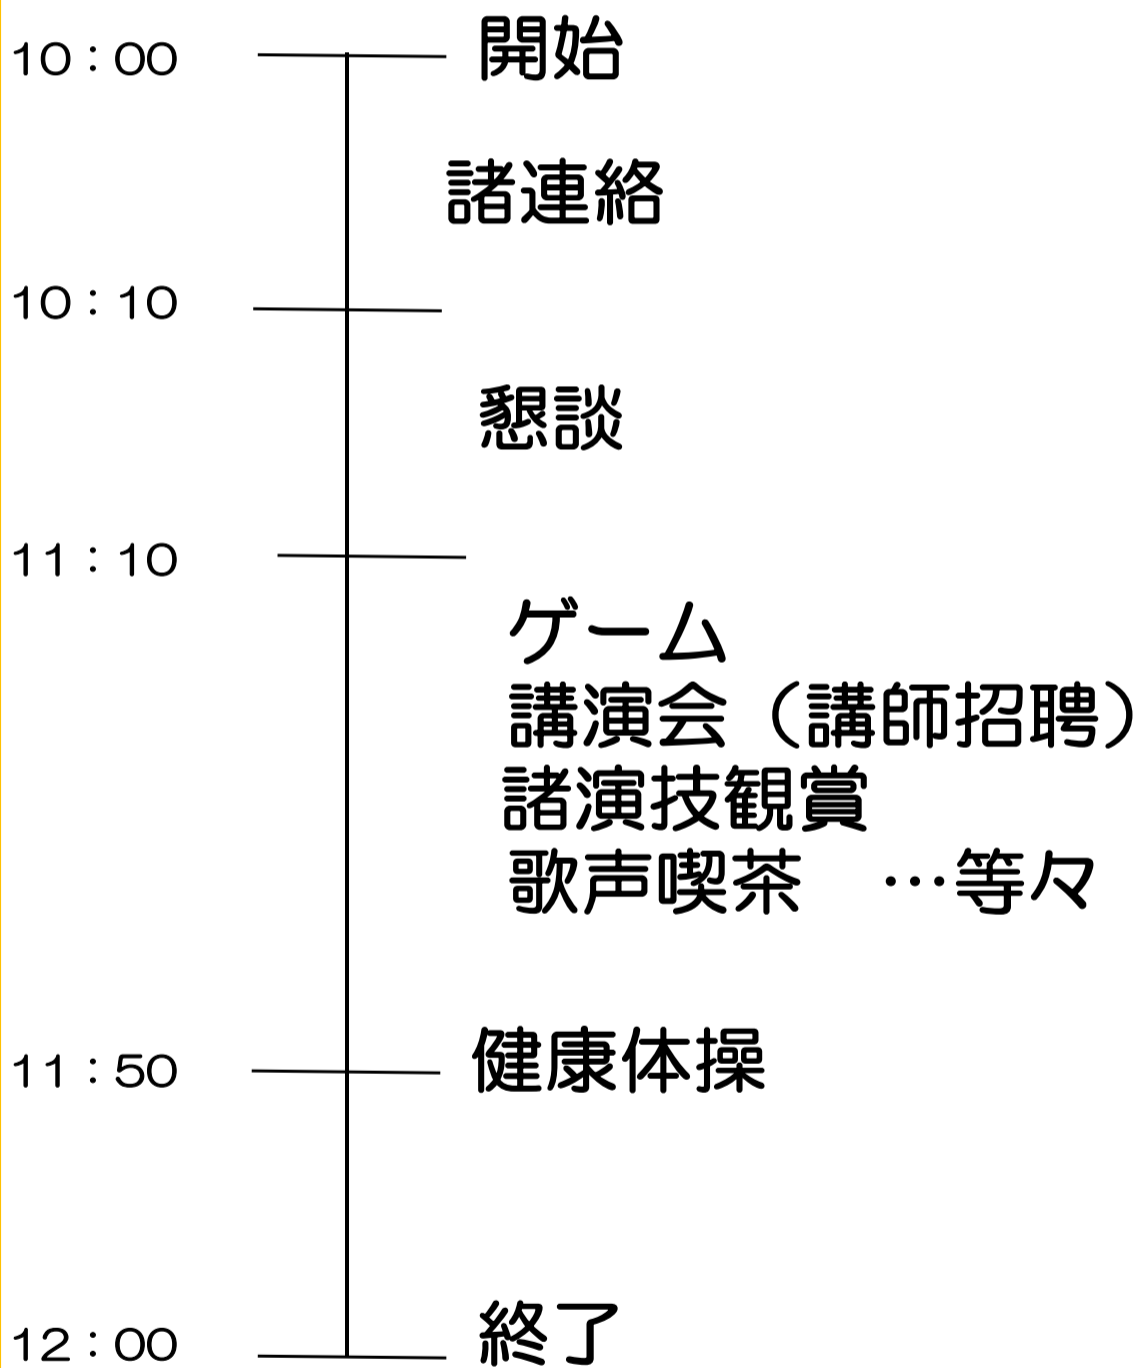 10：00 開始
諸連絡
10：10
懇談
11：10
ゲーム
講演会（講師招聘）
諸演技観賞
歌声喫茶　…等々
11：50 健康体操
12：00 終了